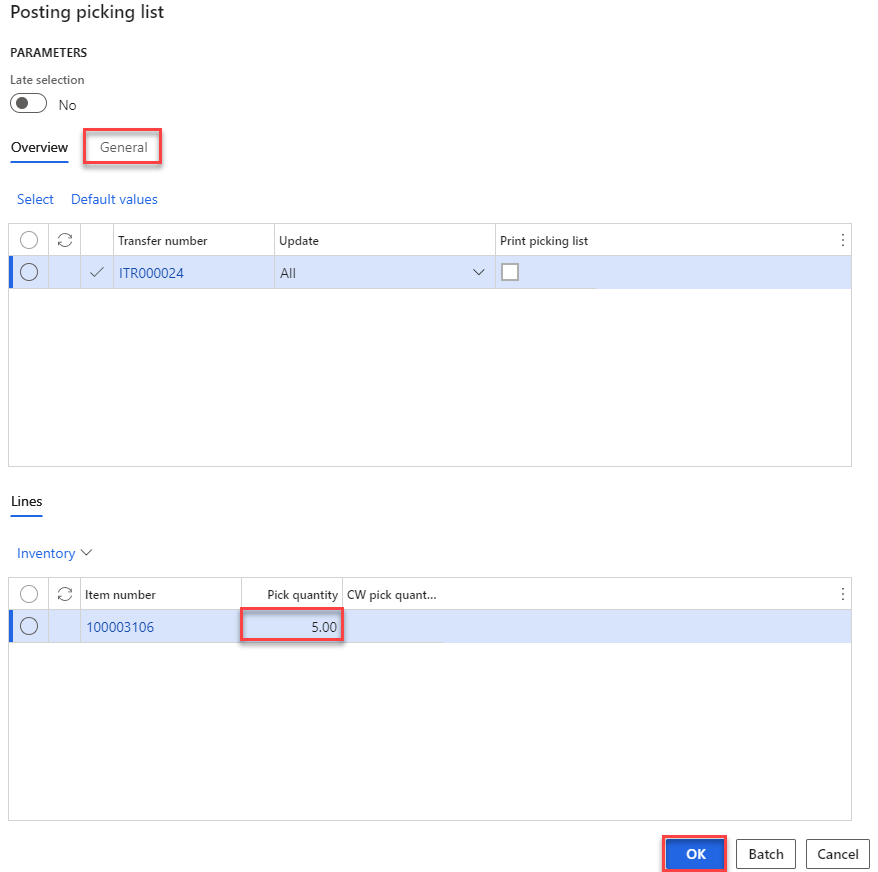 Posting picking list
PARAMETERS
Late selection
No
Overview General
Select Default values
Transfer number Update Print picking list
ITR000024 All
Lines
Inventory
Item number Pick quantity CW pick quant...
100003106 5.00
OK Batch Cancel